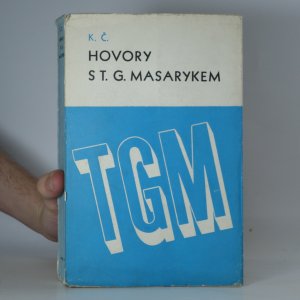 K. Č.
HOVORY
S T. G. MASARYKEM
TGM